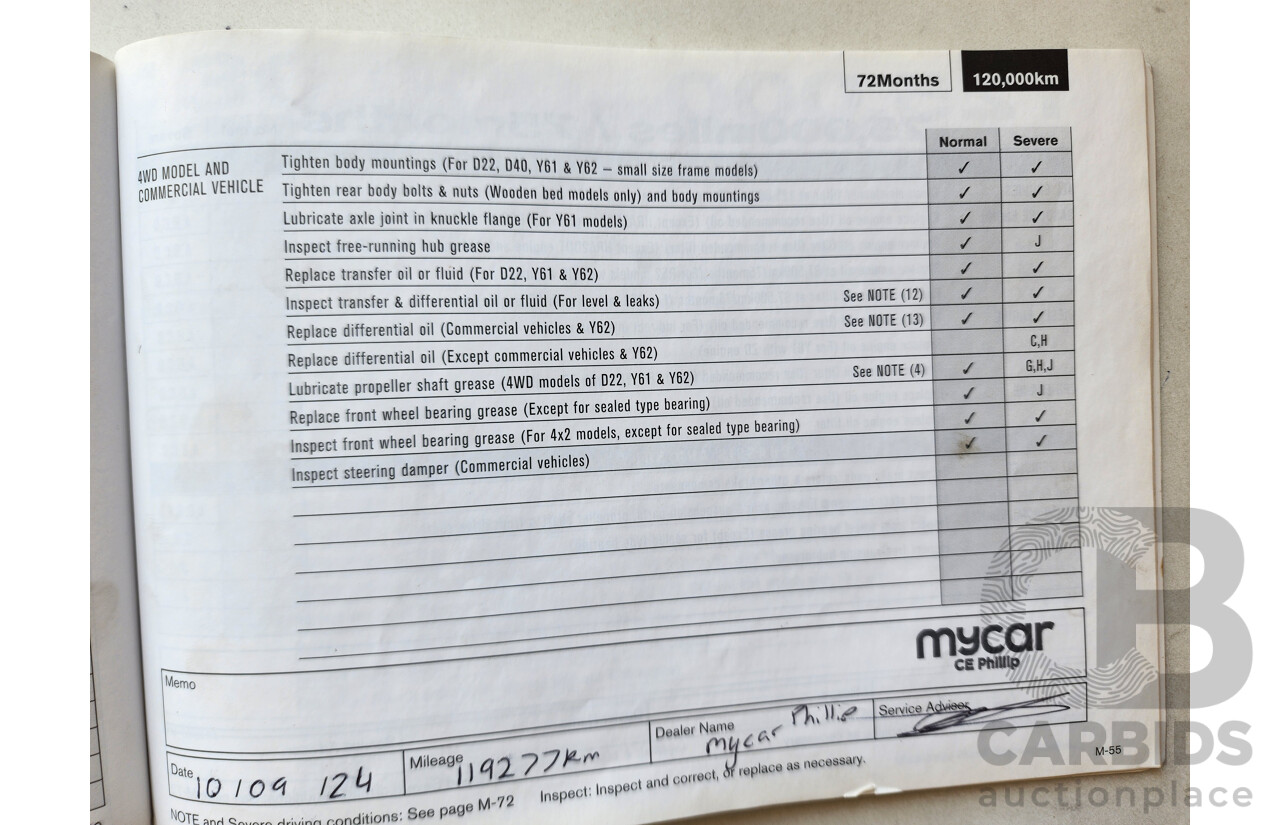 72Months 120,000km
Normal Severe
4WD MODEL AND
COMMERCIAL VEHICLE
Tighten body mountings (For D22, D40, Y61 & Y62 – small size frame models) ✓ ✓
Tighten rear body bolts & nuts (Wooden bed models only) and body mountings ✓ ✓
Lubricate axle joint in knuckle flange (For Y61 models) ✓ ✓
Inspect free-running hub grease ✓ J
Replace transfer oil or fluid (For D22, Y61 & Y62) ✓ ✓
Inspect transfer & differential oil or fluid (For level & leaks) See NOTE (12) ✓ ✓
Replace differential oil (Commercial vehicles & Y62) See NOTE (13) ✓ ✓
Replace differential oil (Except commercial vehicles & Y62) C,H
Lubricate propeller shaft grease (4WD models of D22, Y61 & Y62) See NOTE (4) ✓ G,H,J
Replace front wheel bearing grease (Except for sealed type bearing) ✓ J
Inspect front wheel bearing grease (For 4x2 models, except for sealed type bearing) ✓ ✓
Inspect steering damper (Commercial vehicles) ✓ ✓
mycar
CE Phillip
Memo
Date 10/09/24
Mileage 119277km
Dealer Name mycar Phillip
Service Advisor
NOTE and Severe driving conditions: See page M-72 Inspect: Inspect and correct, or replace as necessary.
M-55
CB
CARBIDS
auctionplace